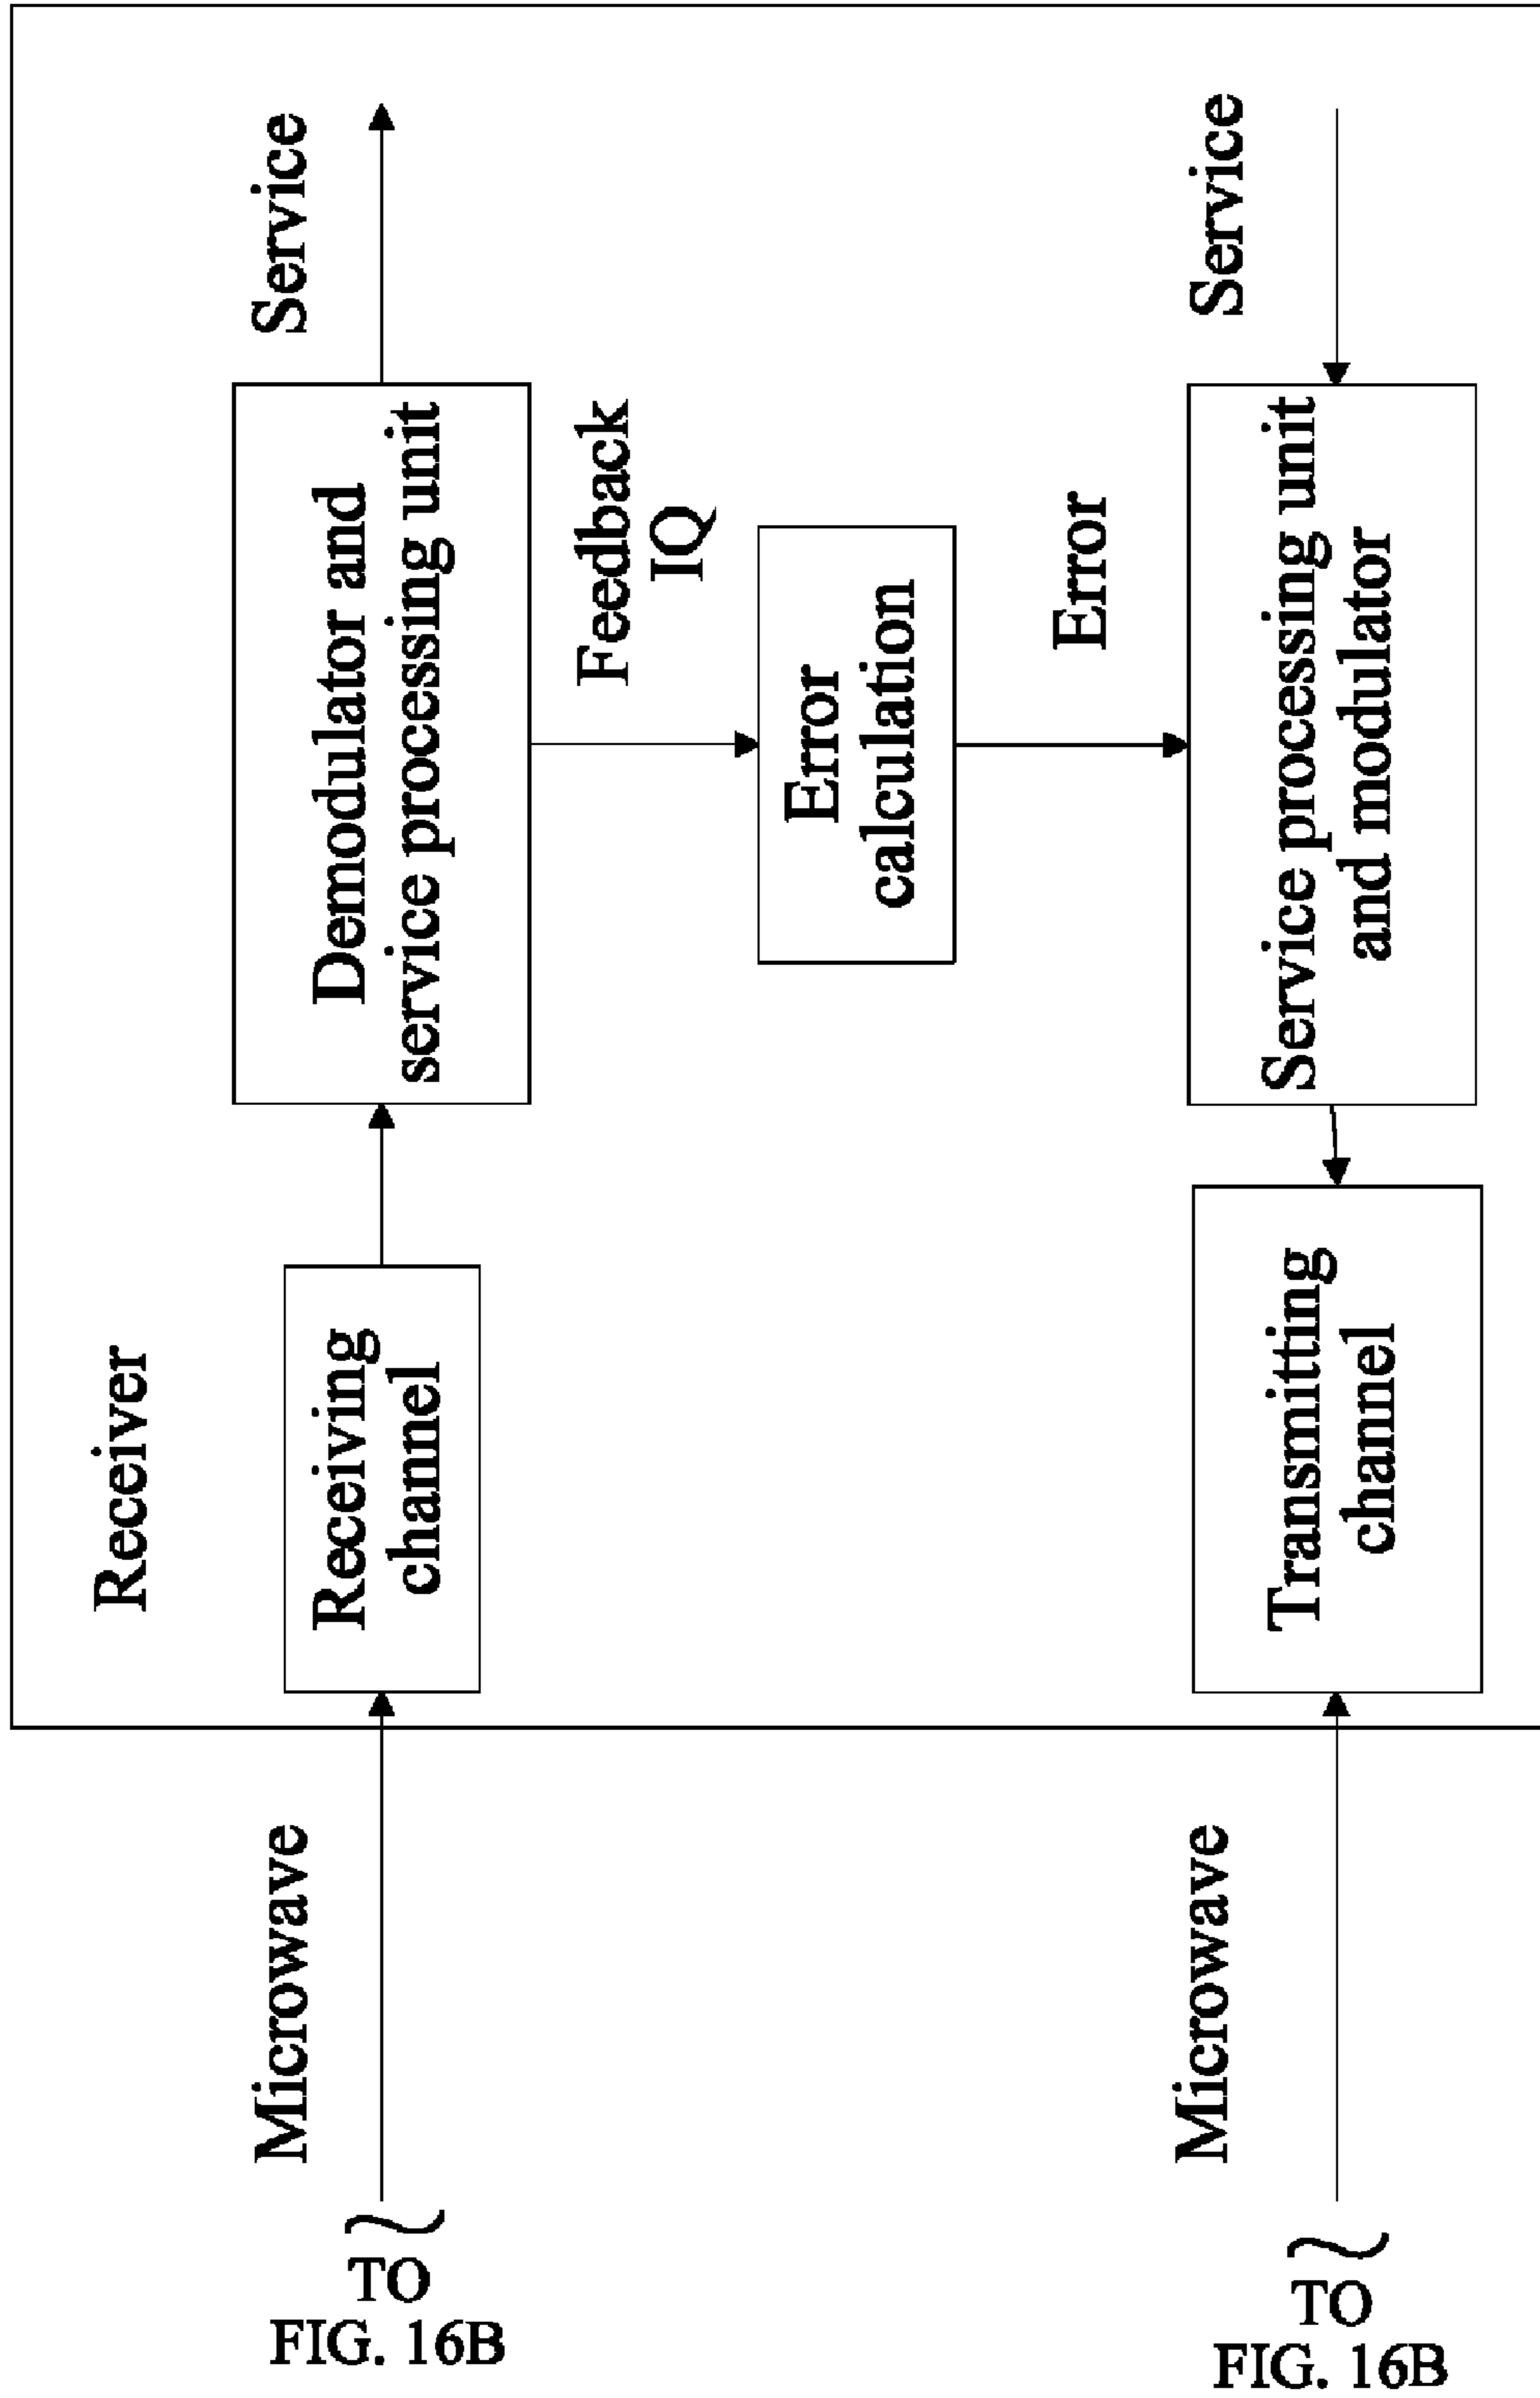 Receiver
TO
FIG. 16B
Microwave
Receiving
channel
Demodulator and
service processing unit
Service
Feedback
IQ
Error
calculation
Error
TO
FIG. 16B
Microwave
Transmitting
channel
Service processing unit
and modulator
Service